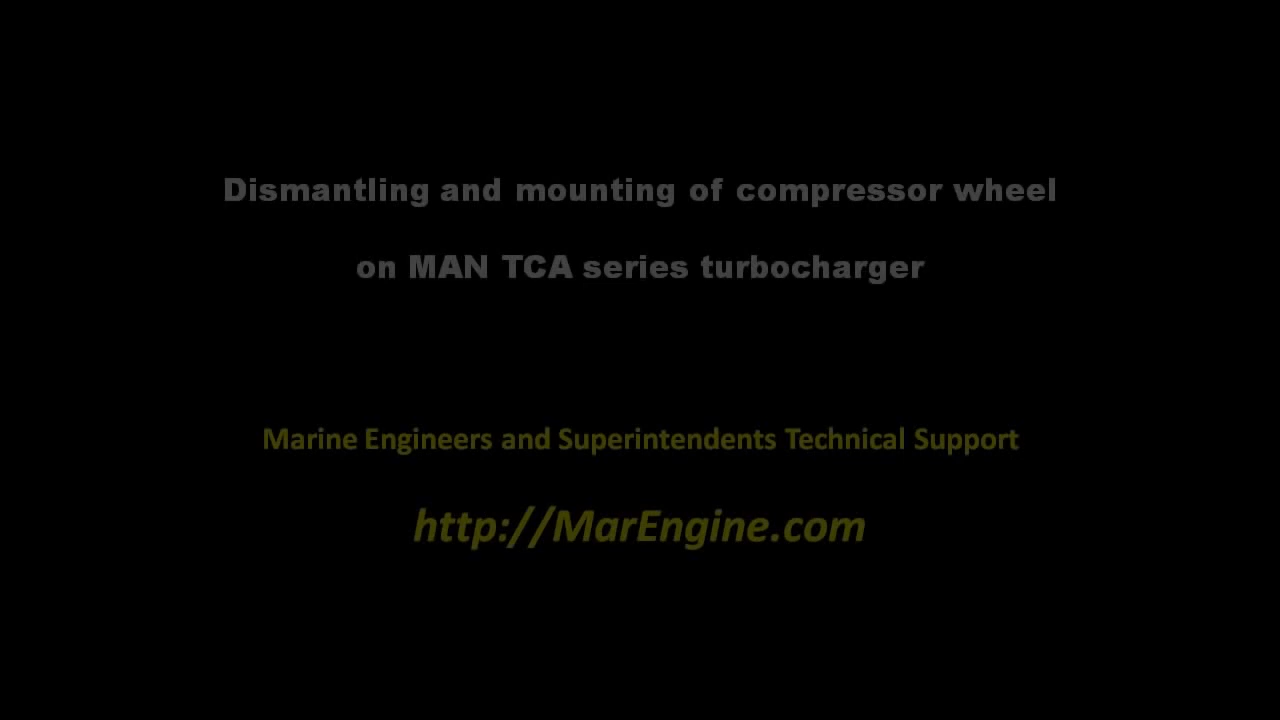 Dismantling and mounting of compressor wheel
on MAN TCA series turbocharger
Marine Engineers and Superintendents Technical Support
http://MarEngine.com